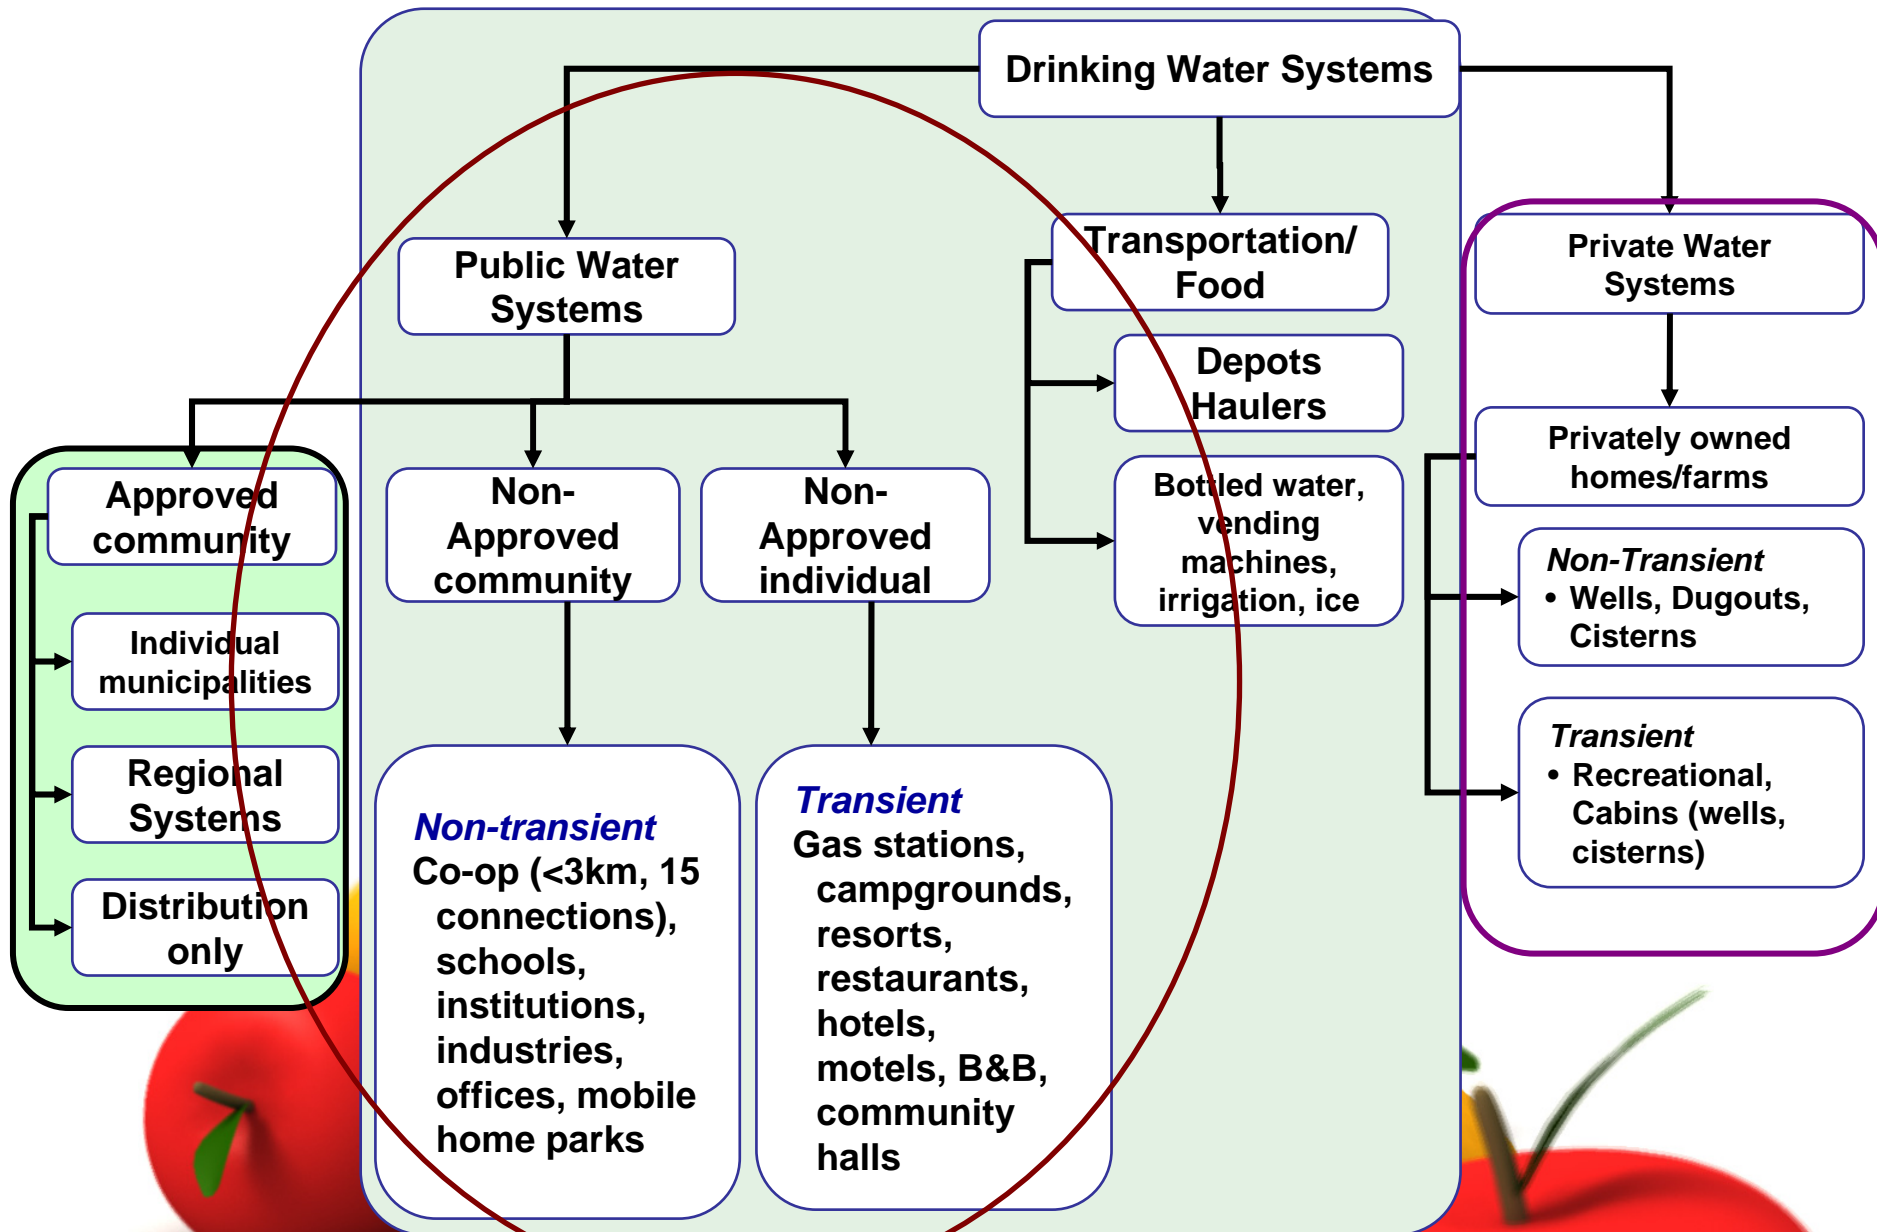 Drinking Water Systems
Public Water
Systems
Transportation/
Food
Private Water
Systems
Depots
Haulers
Bottled water,
vending
machines,
irrigation, ice
Privately owned
homes/farms
Non-Transient
• Wells, Dugouts,
Cisterns
Transient
• Recreational,
Cabins (wells,
cisterns)
Approved
community
Individual
municipalities
Regional
Systems
Distribution
only
Non-
Approved
community
Non-
Approved
individual
Non-transient
Co-op (<3km, 15
connections),
schools,
institutions,
industries,
offices, mobile
home parks
Transient
Gas stations,
campgrounds,
resorts,
restaurants,
hotels,
motels, B&B,
community
halls